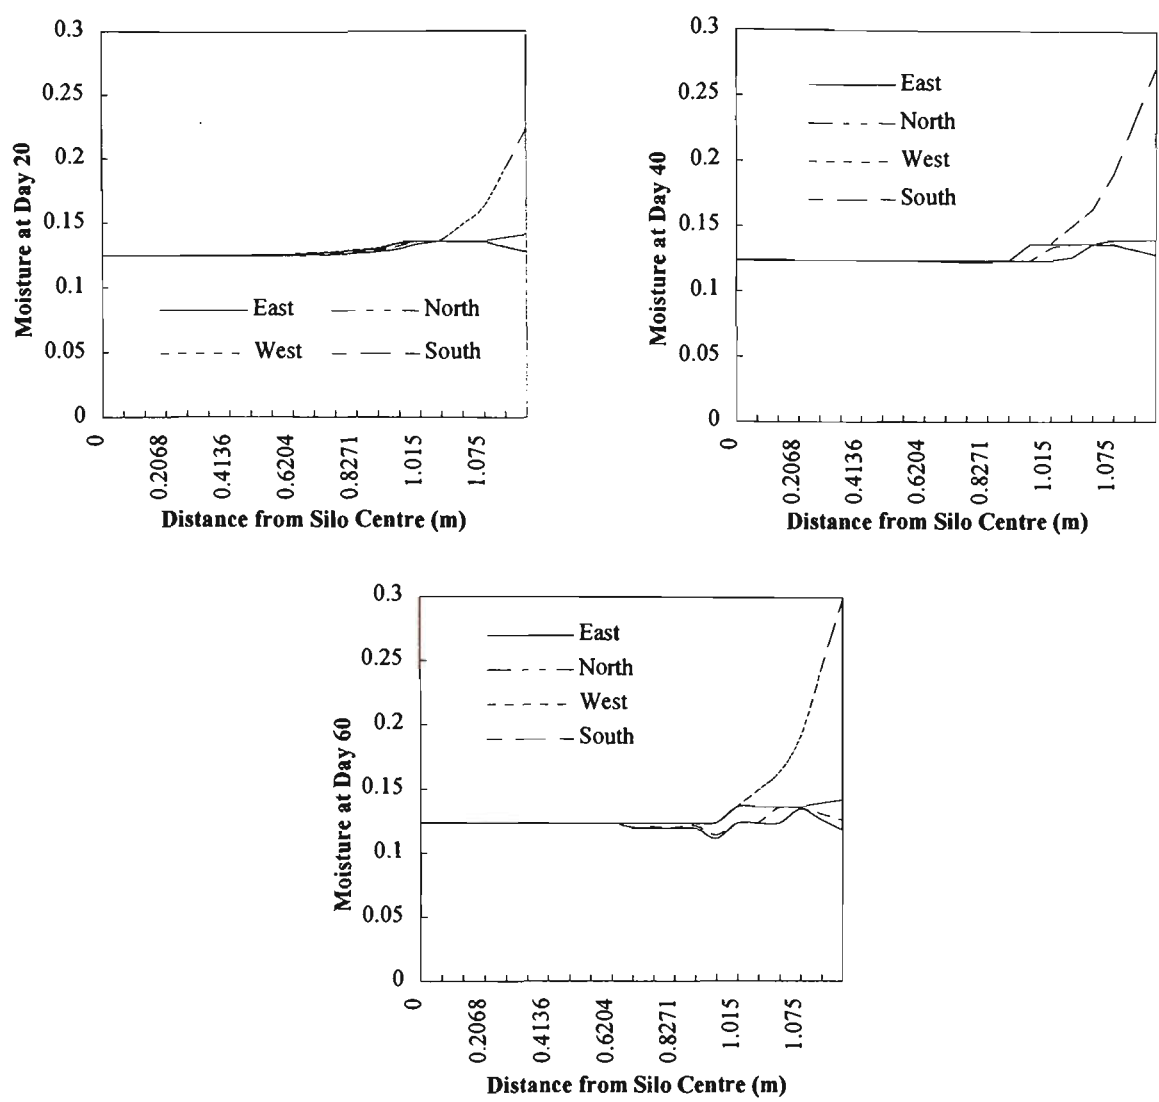 Moisture at Day 20
0.3
0.25
0.2
0.15
0.1
0.05
0
East
North
West
South
0
0.2068
0.4136
0.6204
0.8271
1.015
1.075
Distance from Silo Centre (m)
Moisture at Day 40
0.3
0.25
0.2
0.15
0.1
0.05
0
East
North
West
South
0
0.2068
0.4136
0.6204
0.8271
1.015
1.075
Distance from Silo Centre (m)
Moisture at Day 60
0.3
0.25
0.2
0.15
0.1
0.05
0
East
North
West
South
0
0.2068
0.4136
0.6204
0.8271
1.015
1.075
Distance from Silo Centre (m)